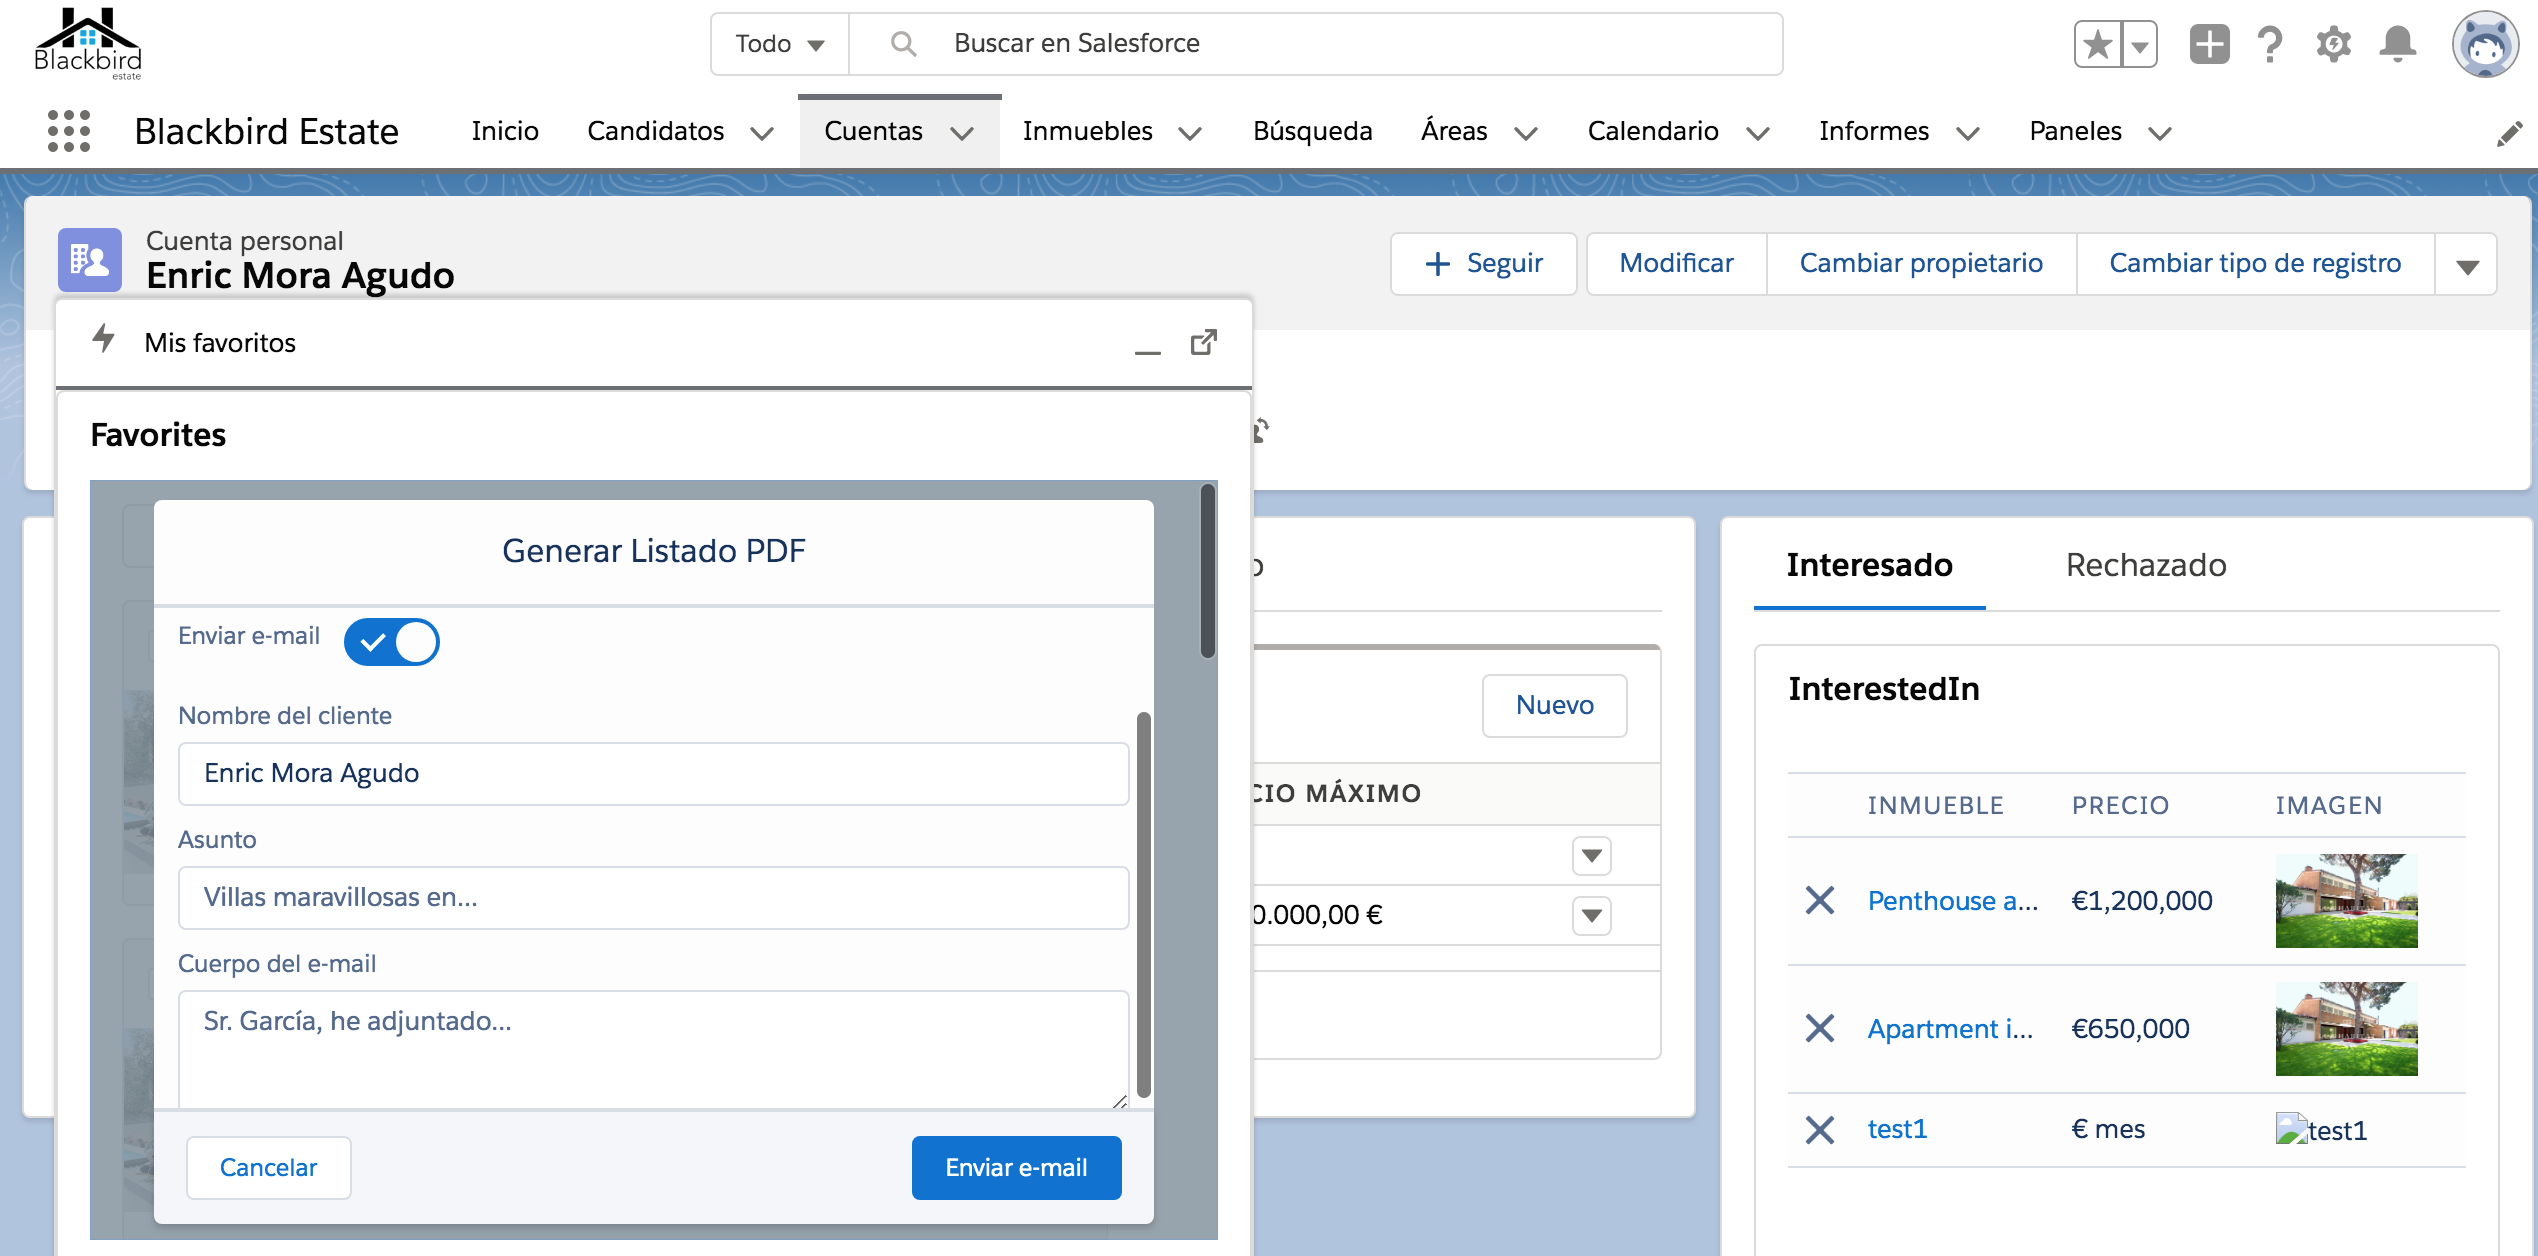 Blackbird
estate
Todo
Buscar en Salesforce
Blackbird Estate
Inicio
Candidatos
Cuentas
Inmuebles
Búsqueda
Áreas
Calendario
Informes
Paneles
Cuenta personal
Enric Mora Agudo
Seguir
Modificar
Cambiar propietario
Cambiar tipo de registro
Mis favoritos
Favorites
Generar Listado PDF
Enviar e-mail
Nombre del cliente
Enric Mora Agudo
Asunto
Villas maravillosas en...
Cuerpo del e-mail
Sr. García, he adjuntado...
Cancelar
Enviar e-mail
Nuevo
CIO MÁXIMO
0.000,00 €
Interesado
Rechazado
InterestedIn
INMUEBLE PRECIO IMAGEN
Penthouse a... €1,200,000
Apartment i... €650,000
test1 € mes test1